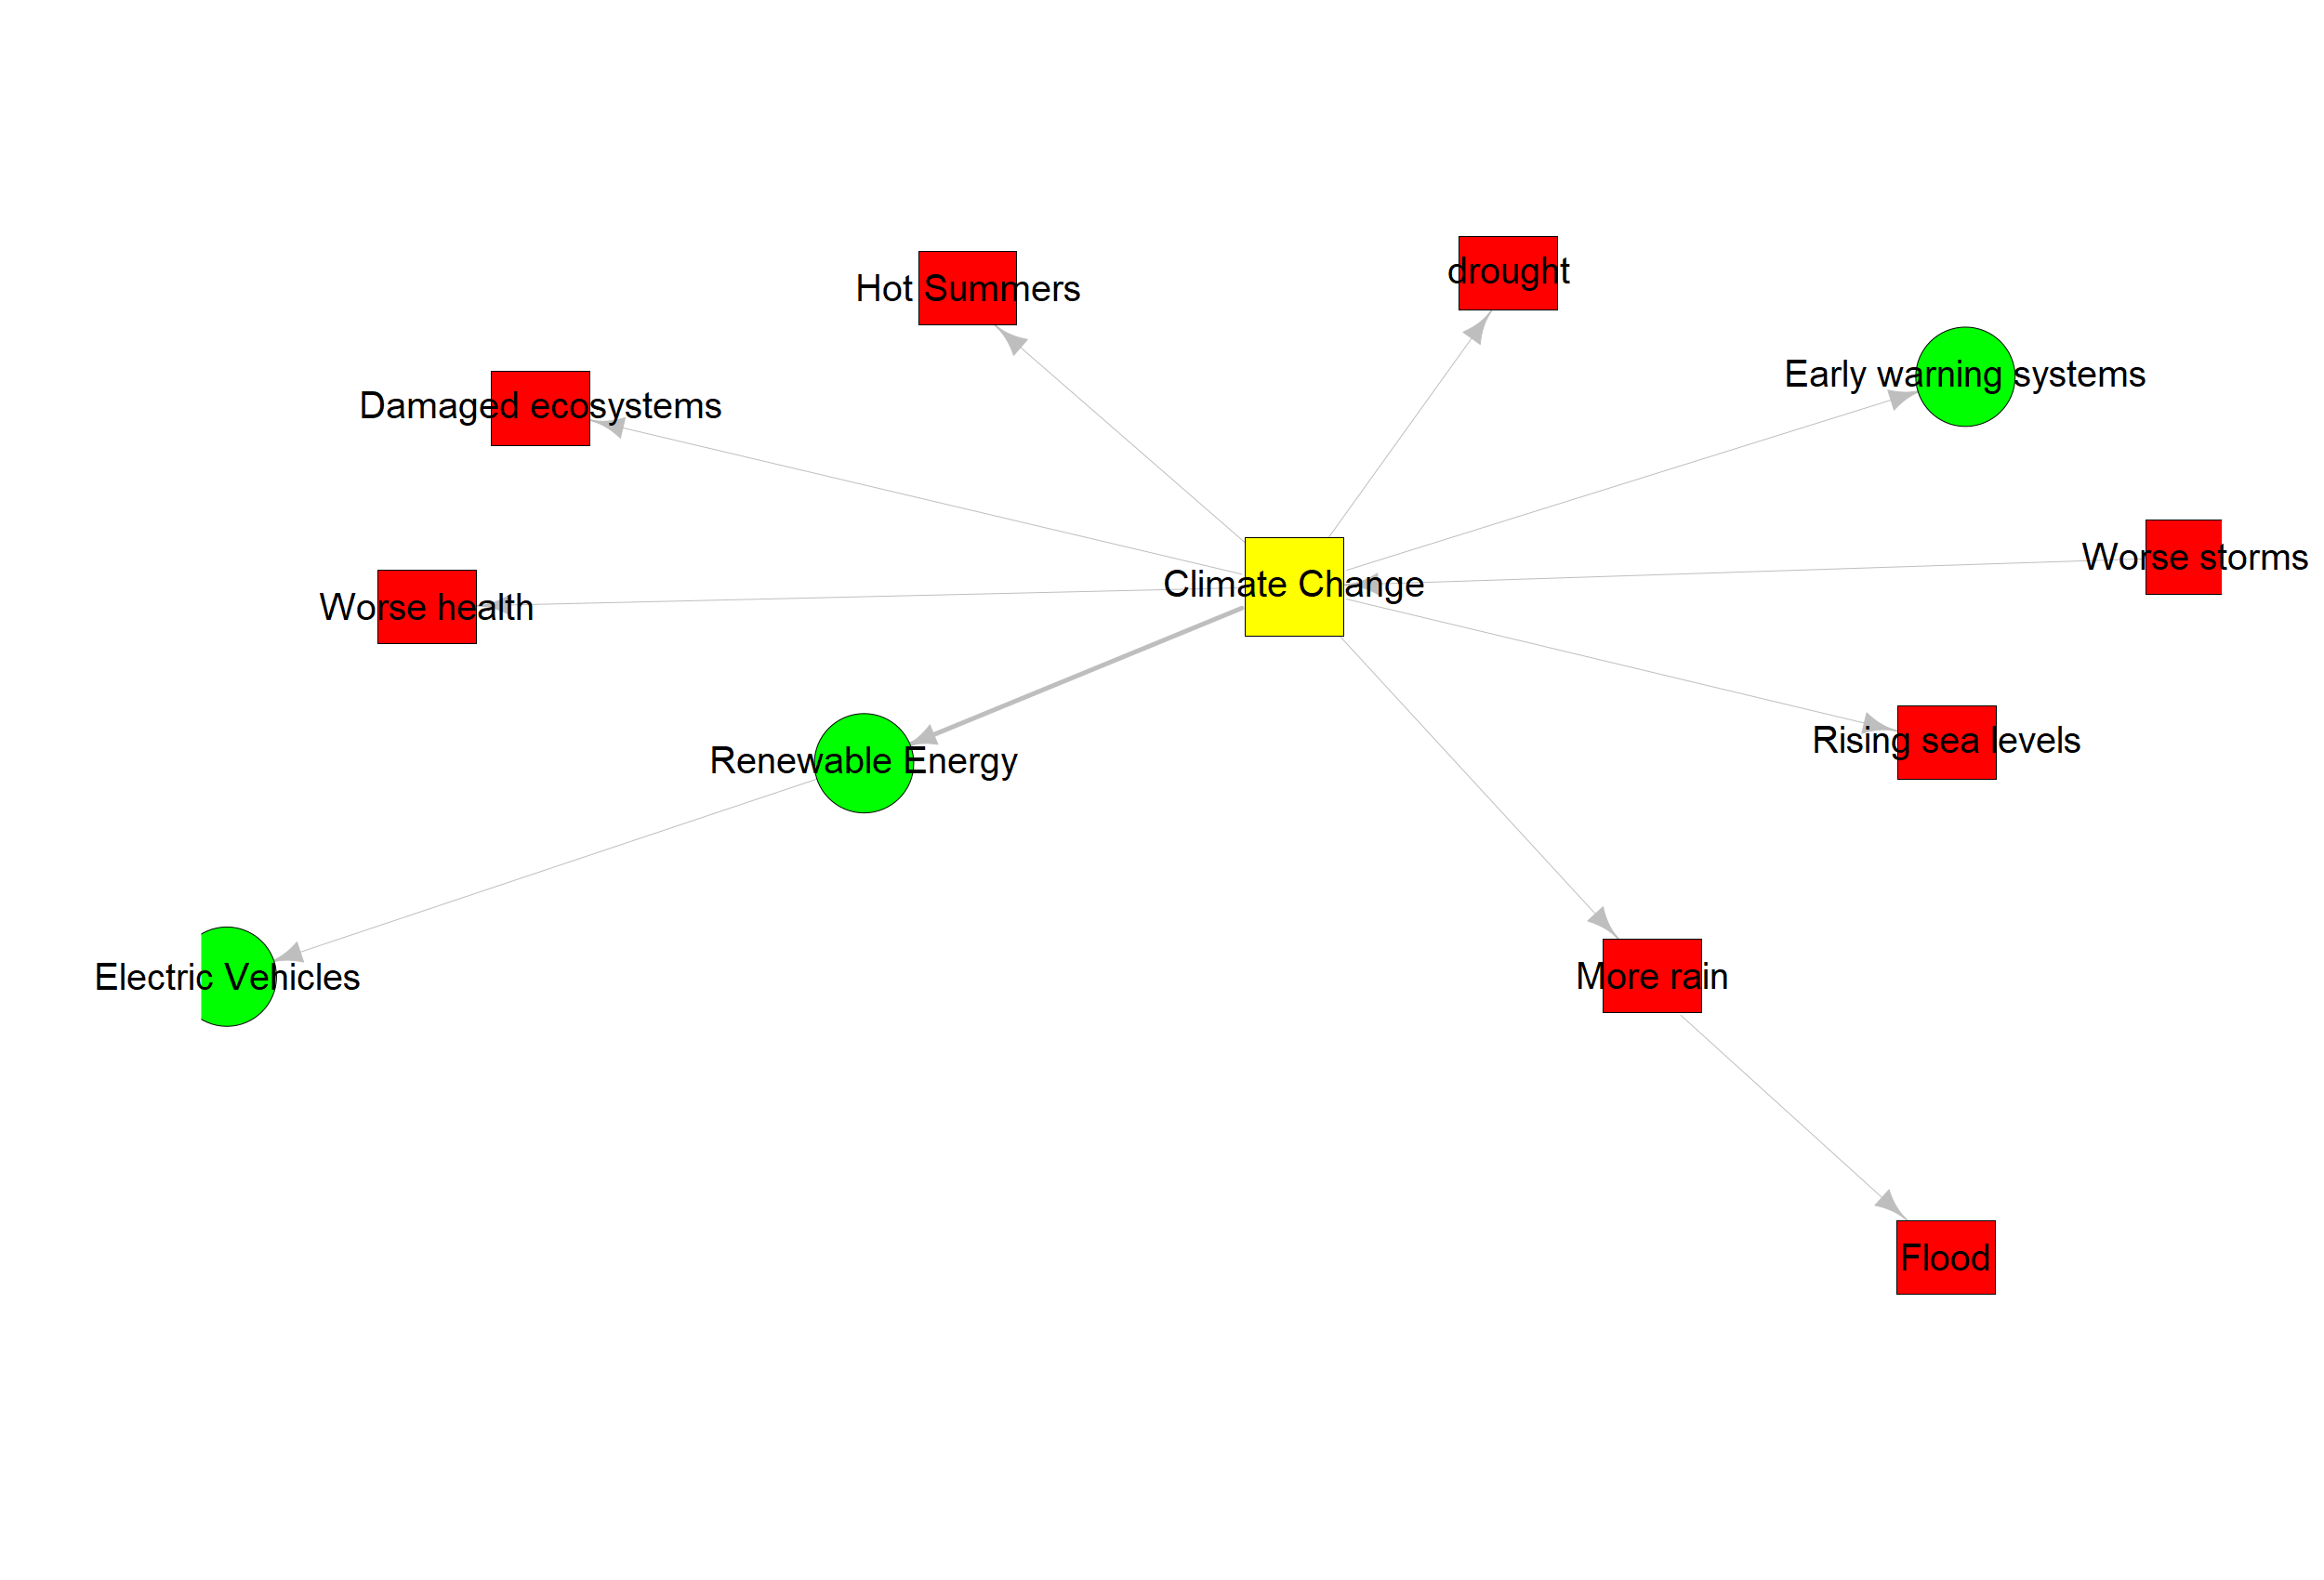 drought
Hot Summers
Early warning systems
Damaged ecosystems
Worse storms
Climate Change
Worse health
Rising sea levels
Renewable Energy
More rain
Electric Vehicles
Flood